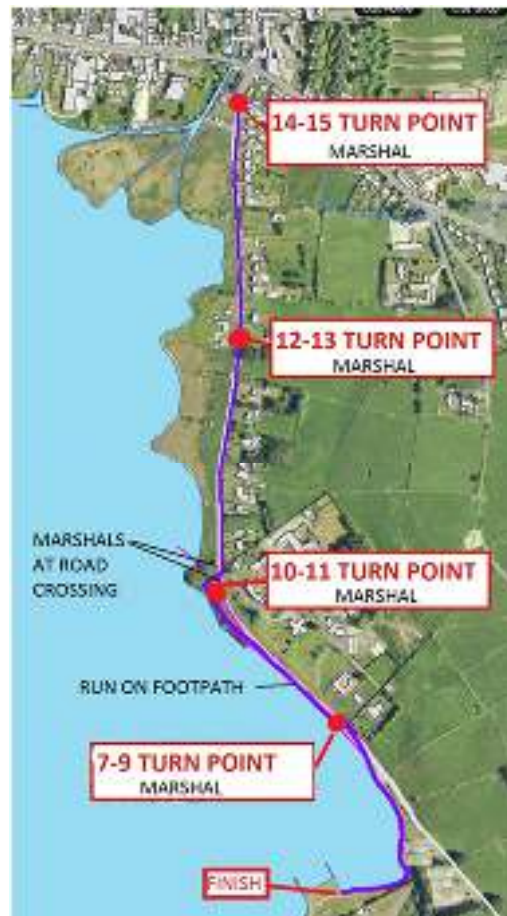 14-15 TURN POINT
MARSHAL
12-13 TURN POINT
MARSHAL
MARSHALS
AT ROAD
CROSSING
10-11 TURN POINT
MARSHAL
RUN ON FOOTPATH
7-9 TURN POINT
MARSHAL
FINISH